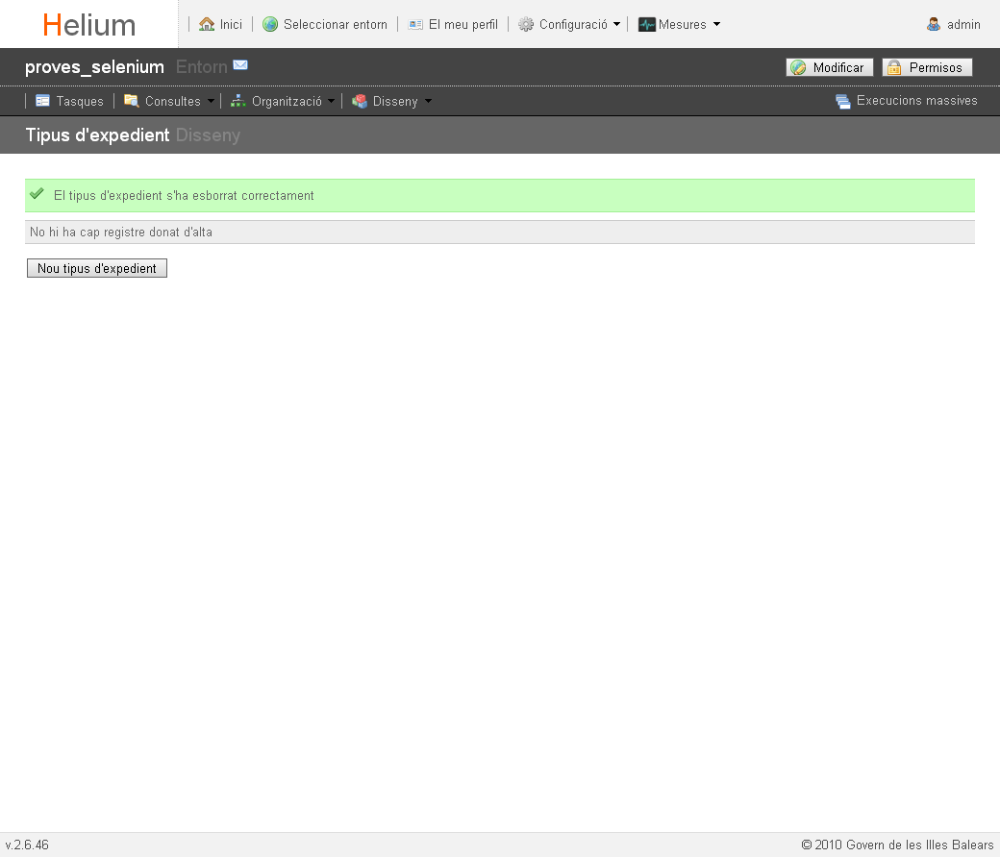 Helium Inici Seleccionar entorn El meu perfil Configuració Mesures admin
proves_selenium Entorn Modificar Permisos
Tasques Consultes Organització Disseny Execucions massives
Tipus d'expedient Disseny
El tipus d'expedient s'ha esborrat correctament
No hi ha cap registre donat d'alta
Nou tipus d'expedient
v.2.6.46 © 2010 Govern de les Illes Balears